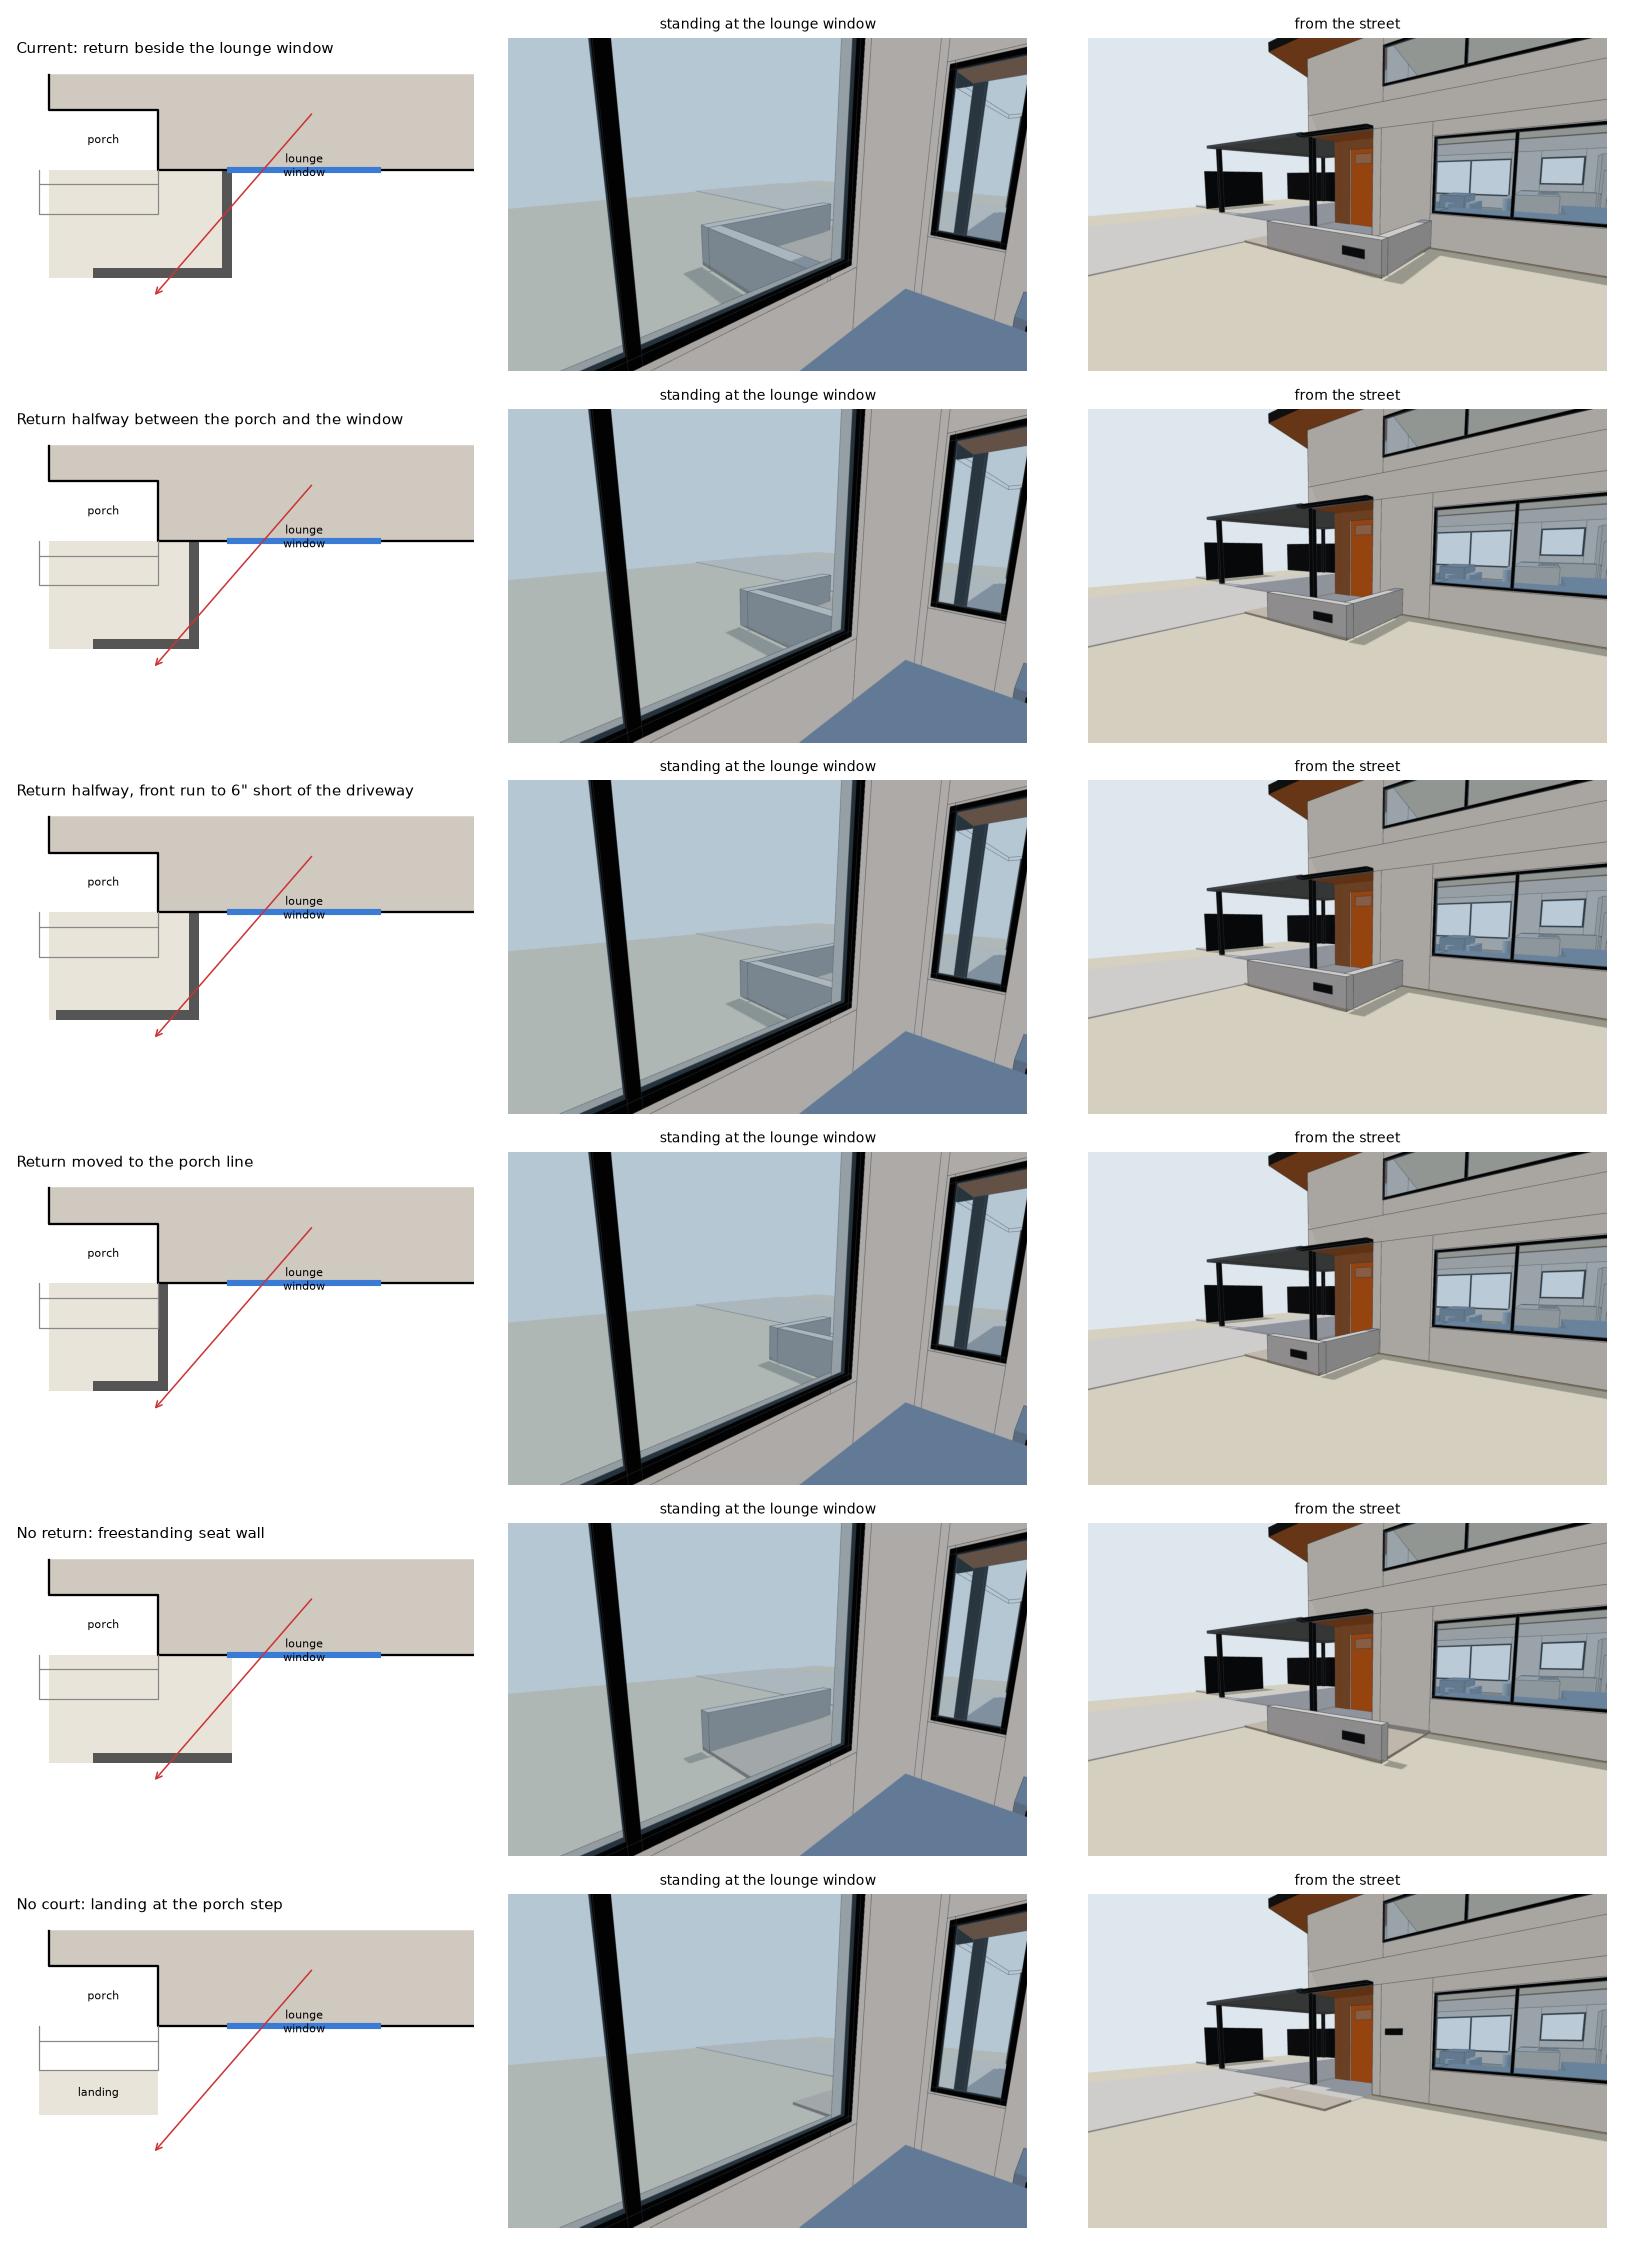 standing at the lounge window
from the street
Current: return beside the lounge window
porch
lounge
window
standing at the lounge window
from the street
Return halfway between the porch and the window
porch
lounge
window
standing at the lounge window
from the street
Return halfway, front run to 6" short of the driveway
porch
lounge
window
standing at the lounge window
from the street
Return moved to the porch line
porch
lounge
window
standing at the lounge window
from the street
No return: freestanding seat wall
porch
lounge
window
standing at the lounge window
from the street
No court: landing at the porch step
porch
lounge
window
landing